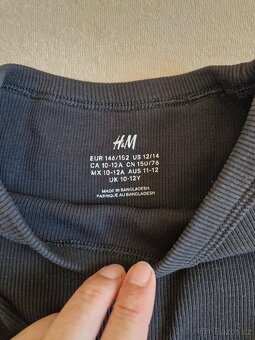 H&M
EUR 146/152 US 12/14
CA 10-12A CN 150/76
MX 10-12A AUS 11-12
UK 10-12Y
MADE IN BANGLADESH.
FABRIQUÉ AU BANGLADESH